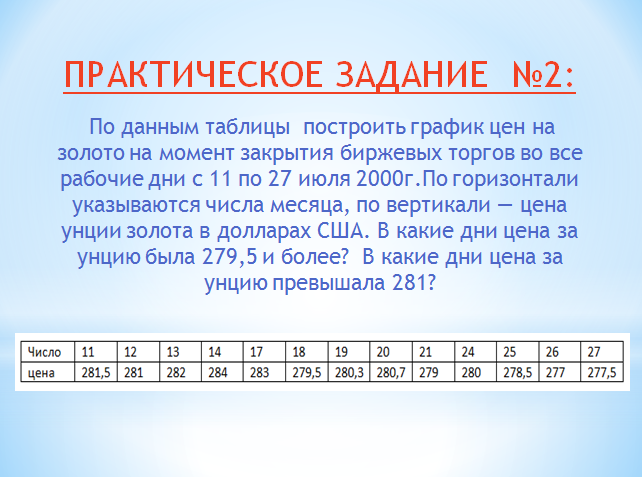 ПРАКТИЧЕСКОЕ ЗАДАНИЕ №2:
По данным таблицы построить график цен на
золото на момент закрытия биржевых торгов во все
рабочие дни с 11 по 27 июля 2000г.По горизонтали
указываются числа месяца, по вертикали — цена
унции золота в долларах США. В какие дни цена за
унцию была 279,5 и более? В какие дни цена за
унцию превышала 281?
Число 11 12 13 14 17 18 19 20 21 24 25 26 27
цена 281,5 281 282 284 283 279,5 280,3 280,7 279 280 278,5 277 277,5